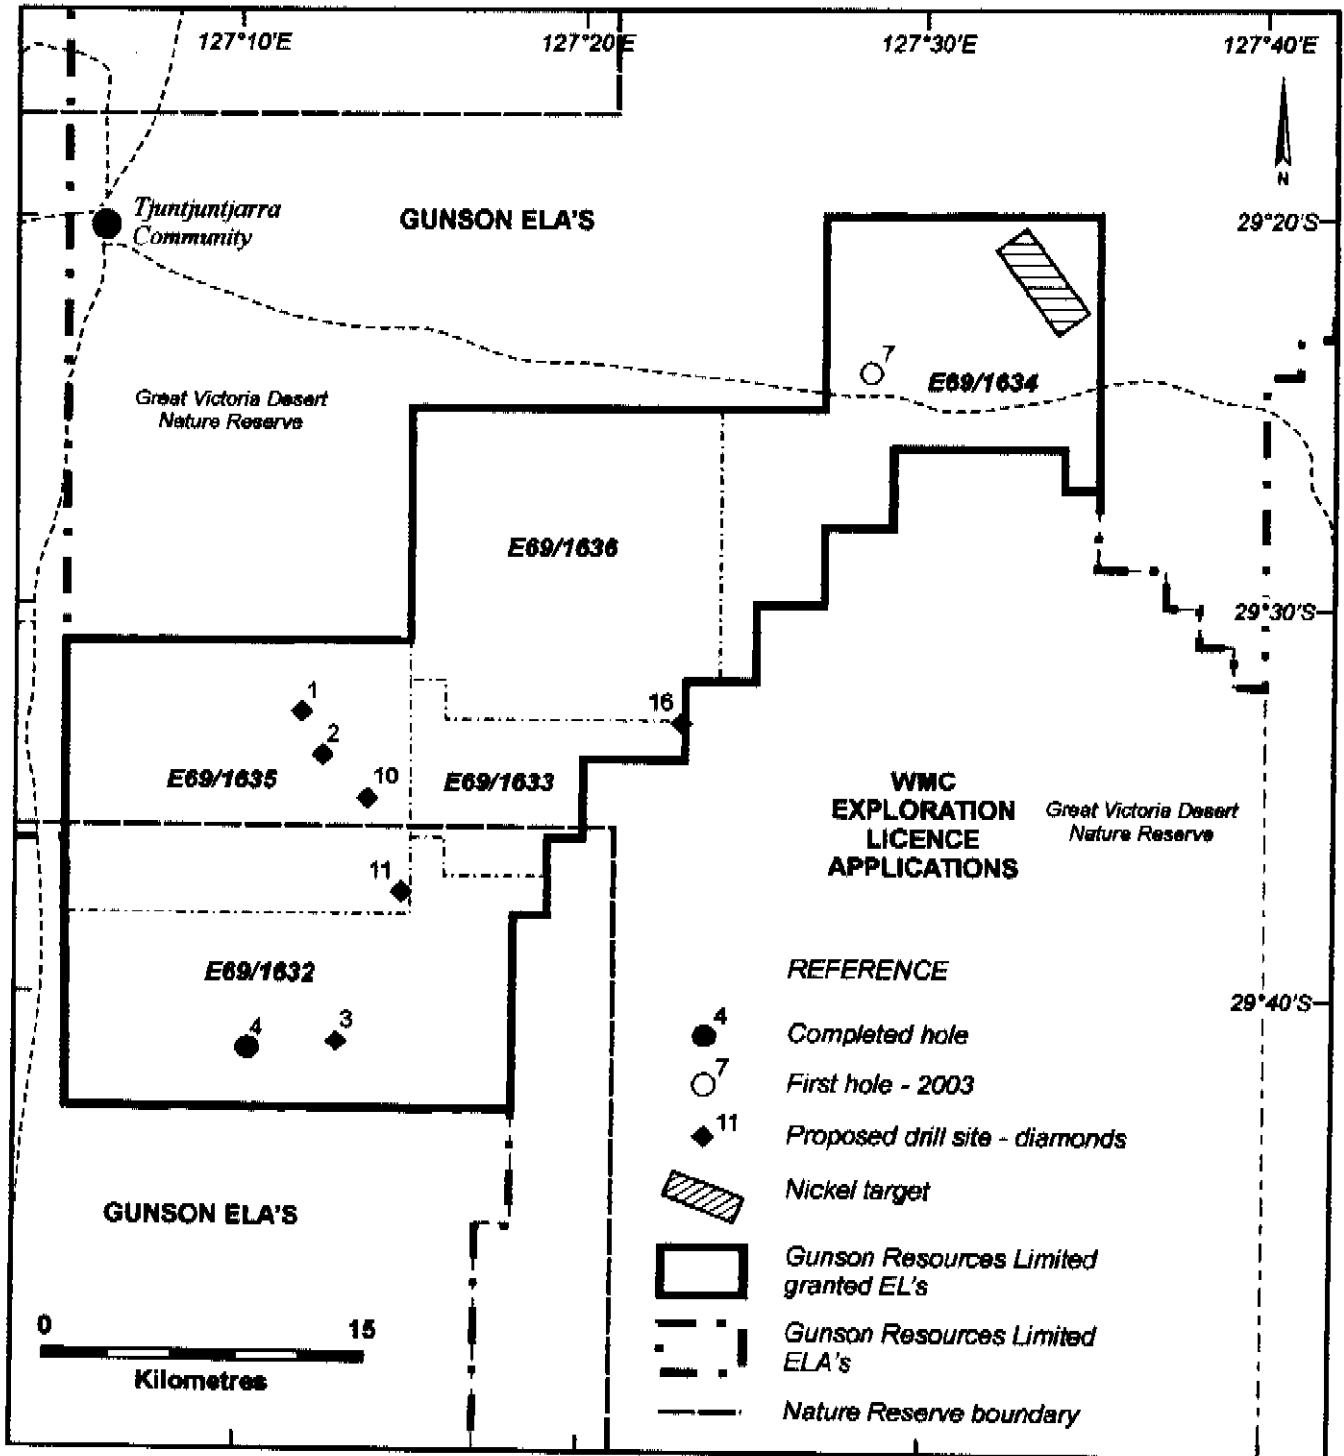 127°10'E
127°20'E
127°30'E
127°40'E
N
Tjuntjuntjarra
Community
GUNSON ELA'S
29°20'S
7
E69/1634
Great Victoria Desert
Nature Reserve
E69/1636
29°30'S
1
2
16
10
E69/1635
E69/1633
WMC
EXPLORATION
LICENCE
APPLICATIONS
Great Victoria Desert
Nature Reserve
11
E69/1632
4
3
29°40'S
REFERENCE
4
Completed hole
7
First hole - 2003
11
Proposed drill site - diamonds
Nickel target
Gunson Resources Limited
granted EL's
Gunson Resources Limited
ELA's
Nature Reserve boundary
GUNSON ELA'S
0 15
Kilometres